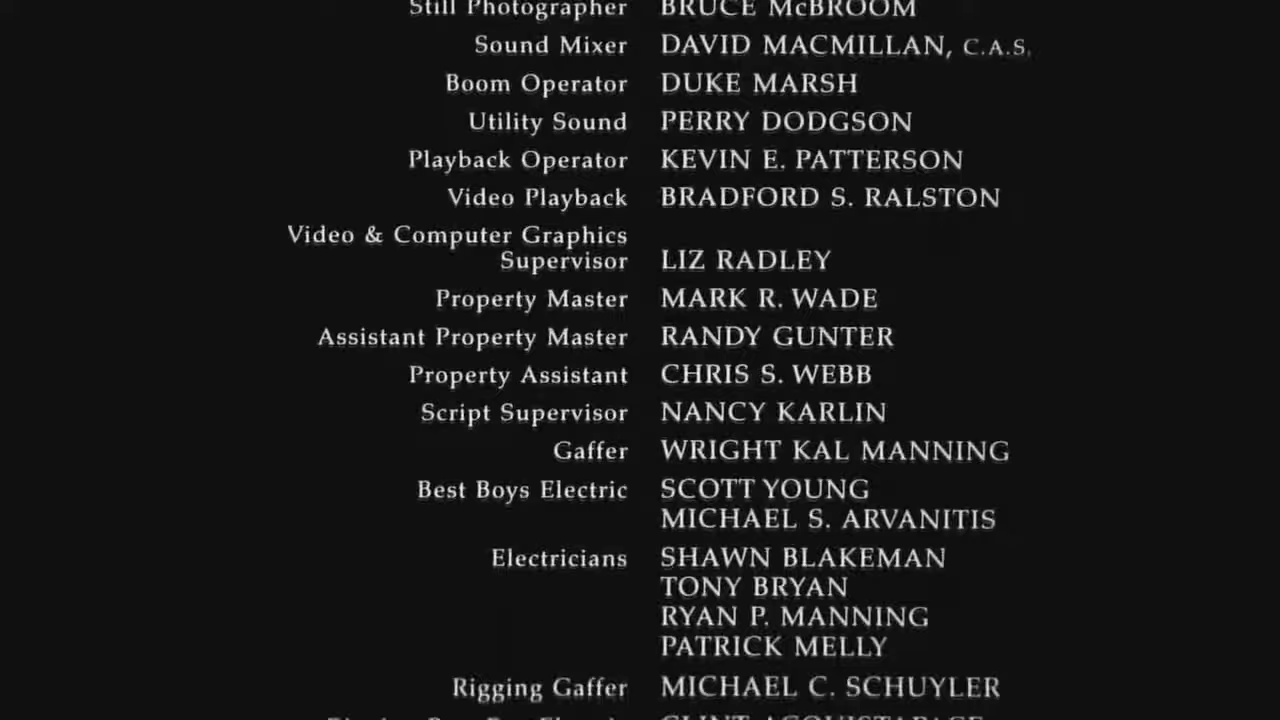 Still Photographer BRUCE McBROOM
Sound Mixer DAVID MACMILLAN, C.A.S.
Boom Operator DUKE MARSH
Utility Sound PERRY DODGSON
Playback Operator KEVIN E. PATTERSON
Video Playback BRADFORD S. RALSTON
Video & Computer Graphics
Supervisor LIZ RADLEY
Property Master MARK R. WADE
Assistant Property Master RANDY GUNTER
Property Assistant CHRIS S. WEBB
Script Supervisor NANCY KARLIN
Gaffer WRIGHT KAL MANNING
Best Boys Electric SCOTT YOUNG
MICHAEL S. ARVANITIS
Electricians SHAWN BLAKEMAN
TONY BRYAN
RYAN P. MANNING
PATRICK MELLY
Rigging Gaffer MICHAEL C. SCHUYLER